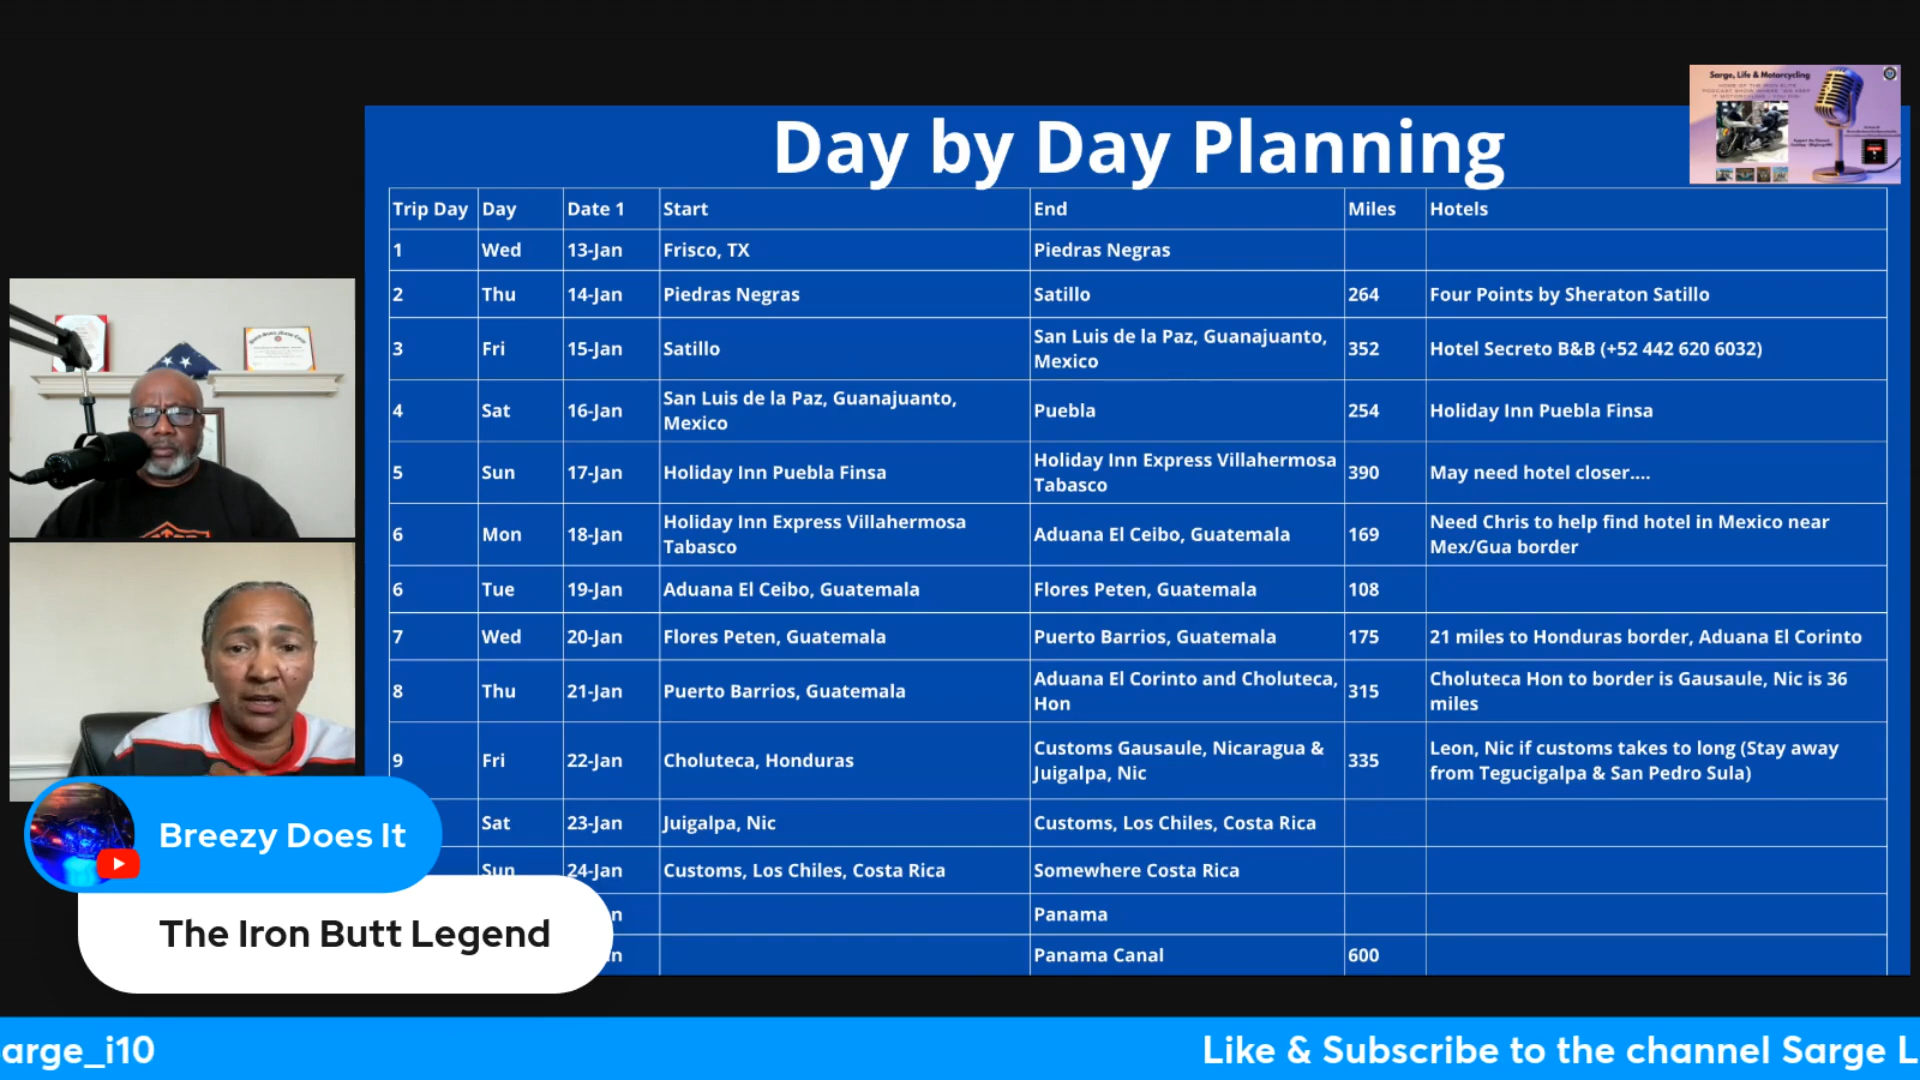 Sarge, Life & Motorcycling
Day by Day Planning
Trip Day Day Date 1 Start End Miles Hotels
1 Wed 13-Jan Frisco, TX Piedras Negras
2 Thu 14-Jan Piedras Negras Satillo 264 Four Points by Sheraton Satillo
3 Fri 15-Jan Satillo San Luis de la Paz, Guanajuanto,
Mexico 352 Hotel Secreto B&B (+52 442 620 6032)
4 Sat 16-Jan San Luis de la Paz, Guanajuanto,
Mexico Puebla 254 Holiday Inn Puebla Finsa
5 Sun 17-Jan Holiday Inn Puebla Finsa Holiday Inn Express Villahermosa
Tabasco 390 May need hotel closer....
6 Mon 18-Jan Holiday Inn Express Villahermosa
Tabasco Aduana El Ceibo, Guatemala 169 Need Chris to help find hotel in Mexico near
Mex/Gua border
6 Tue 19-Jan Aduana El Ceibo, Guatemala Flores Peten, Guatemala 108
7 Wed 20-Jan Flores Peten, Guatemala Puerto Barrios, Guatemala 175 21 miles to Honduras border, Aduana El Corinto
8 Thu 21-Jan Puerto Barrios, Guatemala Aduana El Corinto and Choluteca,
Hon 315 Choluteca Hon to border is Gausaule, Nic is 36
miles
9 Fri 22-Jan Choluteca, Honduras Customs Gausaule, Nicaragua &
Juigalpa, Nic 335 Leon, Nic if customs takes to long (Stay away
from Tegucigalpa & San Pedro Sula)
Sat 23-Jan Juigalpa, Nic Customs, Los Chiles, Costa Rica
Sun 24-Jan Customs, Los Chiles, Costa Rica Somewhere Costa Rica
n Panama
n Panama Canal 600
Breezy Does It
The Iron Butt Legend
arge_i10 Like & Subscribe to the channel Sarge L